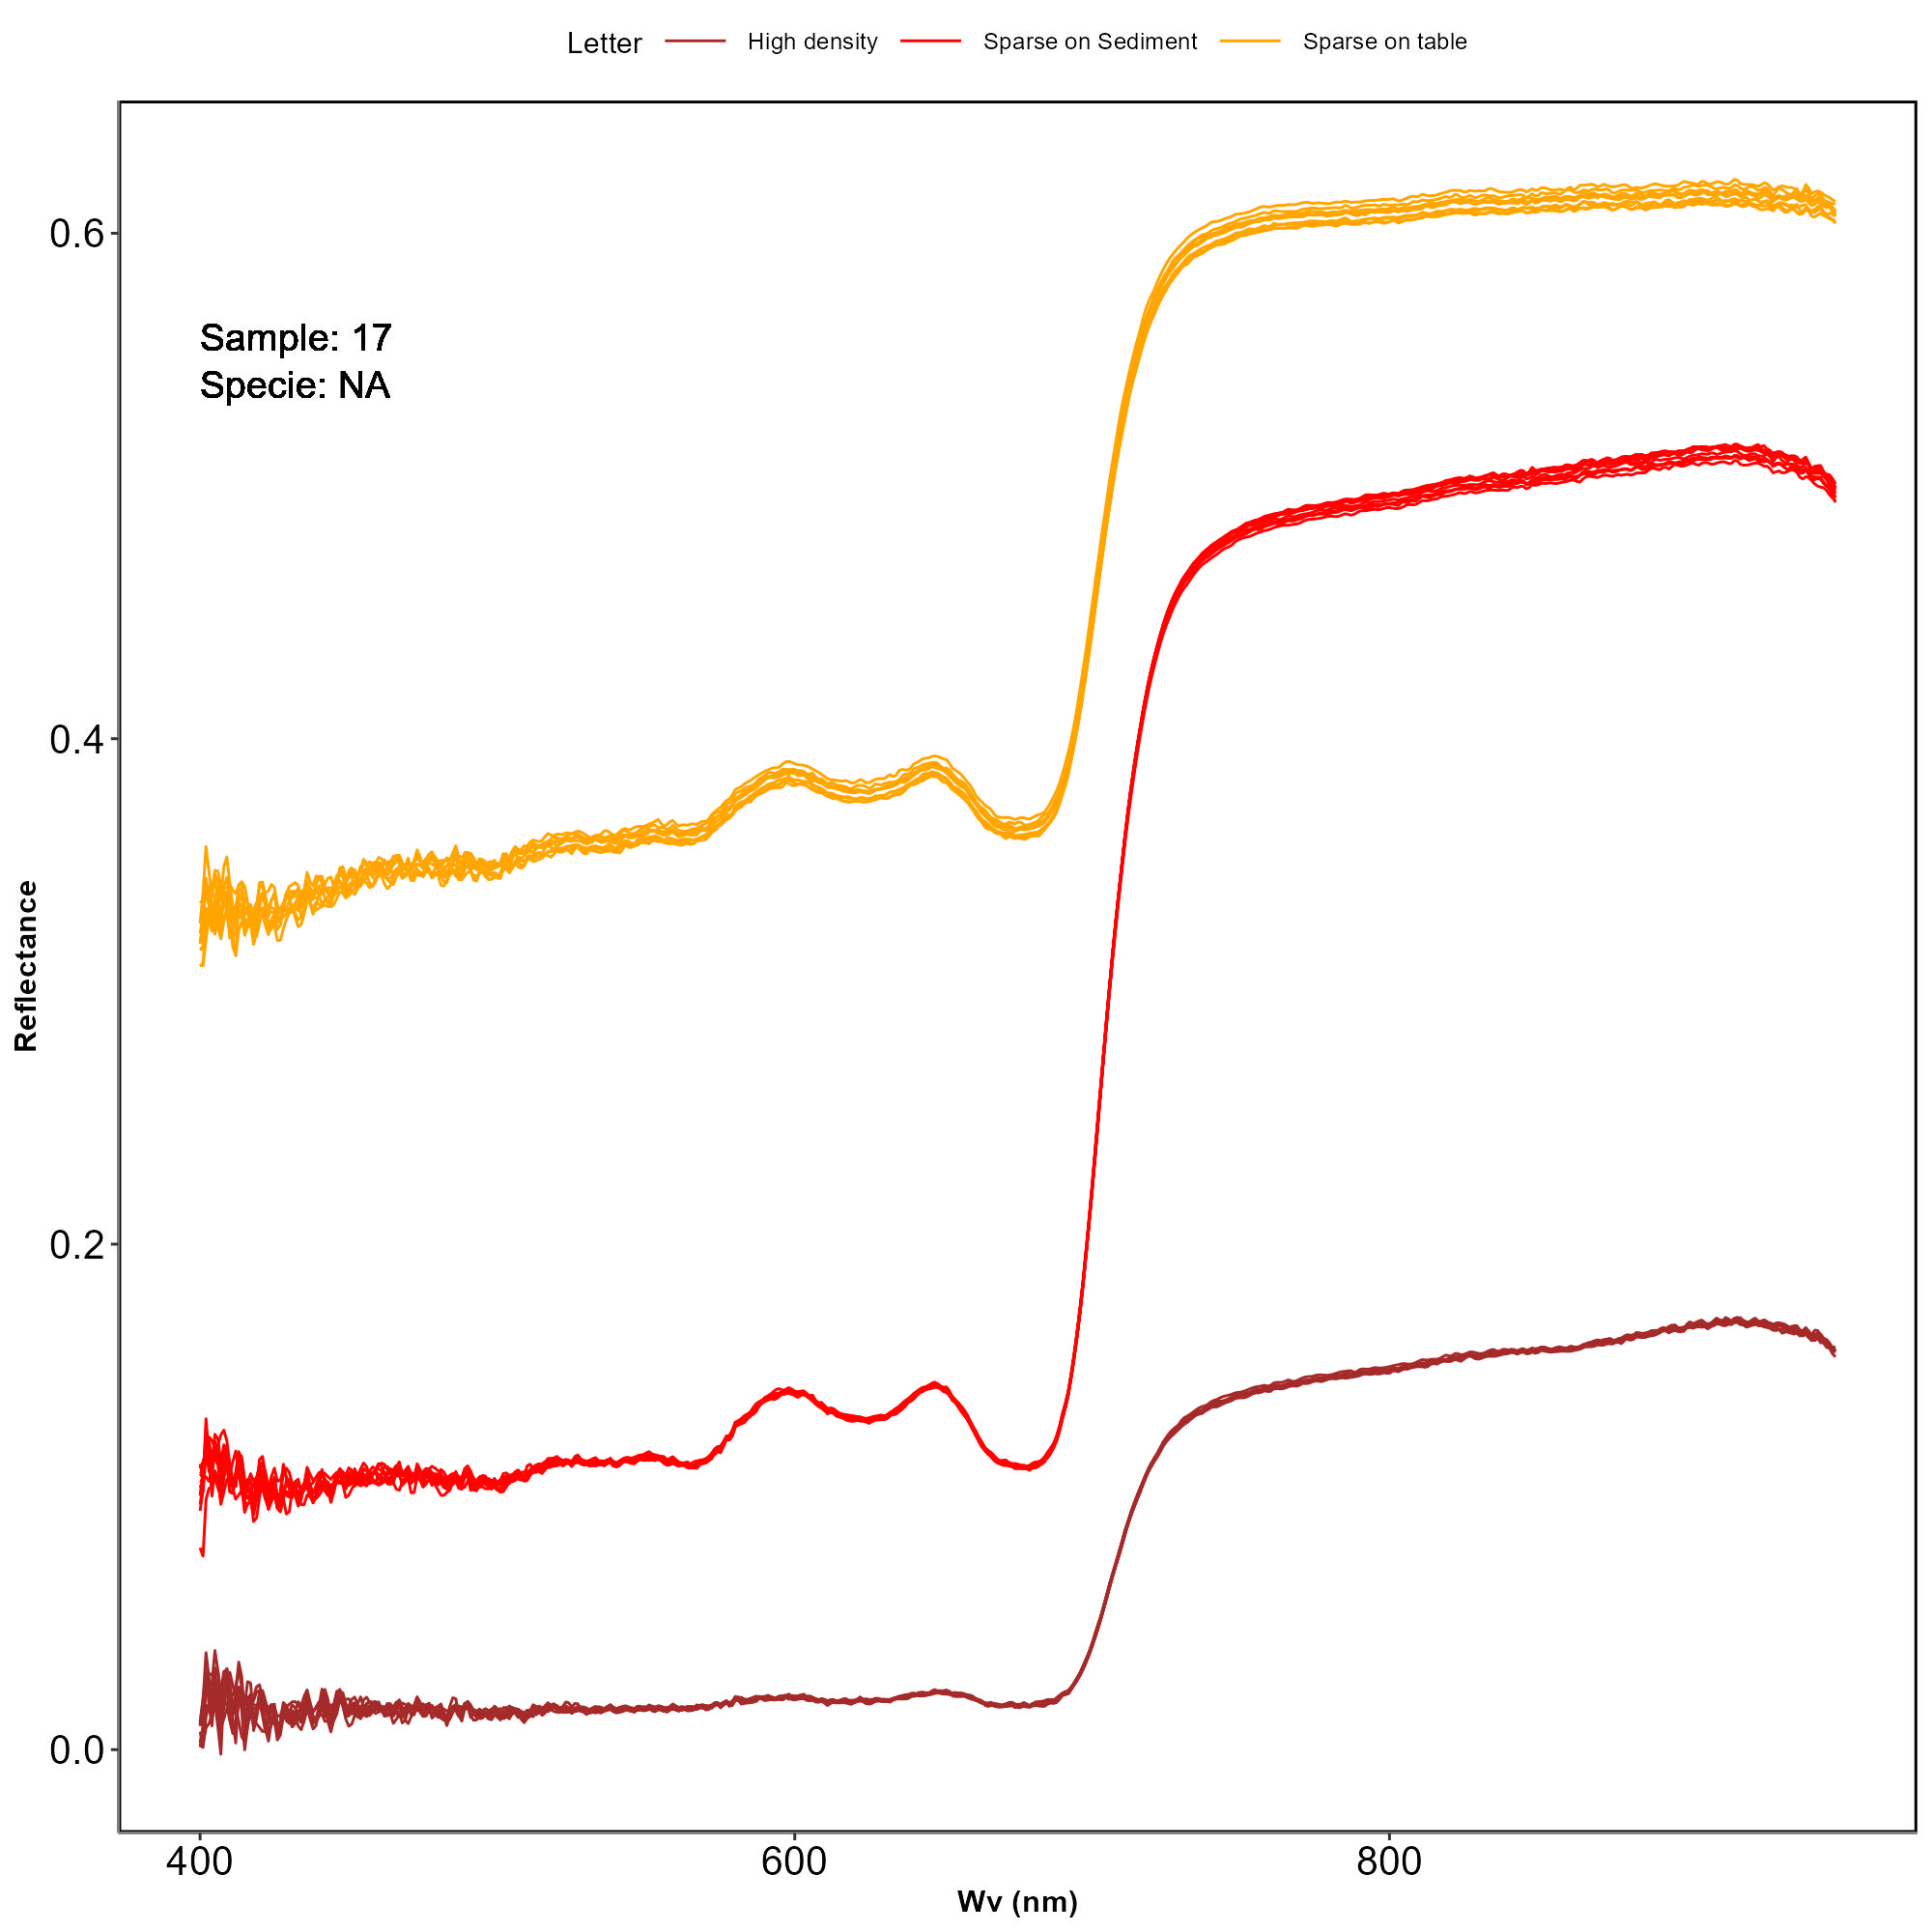 Letter High density Sparse on Sediment Sparse on table
0.6
Sample: 17
Specie: NA
0.4
Reflectance
0.2
0.0
400 600 800
Wv (nm)